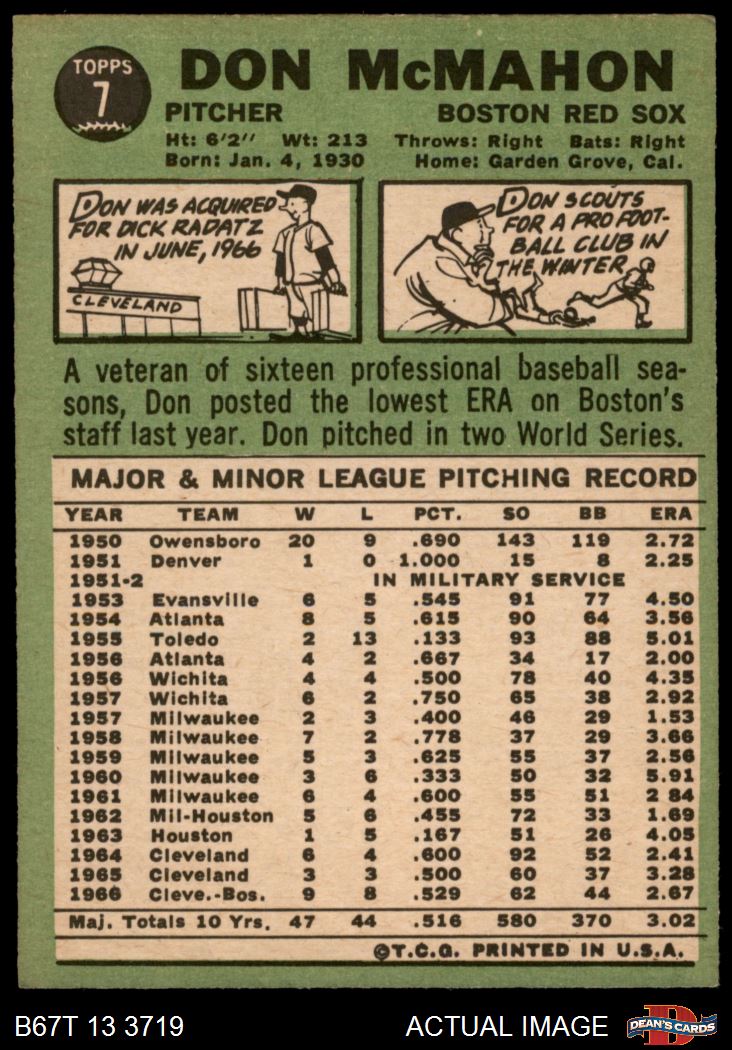 TOPPS
7
DON McMAHON
PITCHER BOSTON RED SOX
Ht: 6'2" Wt: 213 Throws: Right Bats: Right
Born: Jan. 4, 1930 Home: Garden Grove, Cal.
DON WAS ACQUIRED
FOR DICK RADATZ
IN JUNE, 1966
CLEVELAND
DON SCOUTS
FOR A PRO FOOT-
BALL CLUB IN
THE WINTER
A veteran of sixteen professional baseball sea-
sons, Don posted the lowest ERA on Boston's
staff last year. Don pitched in two World Series.
MAJOR & MINOR LEAGUE PITCHING RECORD
YEAR TEAM W L PCT. SO BB ERA
1950 Owensboro 20 9 .690 143 119 2.72
1951 Denver 1 0 1.000 15 8 2.25
1951-2 IN MILITARY SERVICE
1953 Evansville 6 5 .545 91 77 4.50
1954 Atlanta 8 5 .615 90 64 3.56
1955 Toledo 2 13 .133 93 88 5.01
1956 Atlanta 4 2 .667 34 17 2.00
1956 Wichita 4 4 .500 78 40 4.35
1957 Wichita 6 2 .750 65 38 2.92
1957 Milwaukee 2 3 .400 46 29 1.53
1958 Milwaukee 7 2 .778 37 29 3.66
1959 Milwaukee 5 3 .625 55 37 2.56
1960 Milwaukee 3 6 .333 50 32 5.91
1961 Milwaukee 6 4 .600 55 51 2 84
1962 Mil-Houston 5 6 .455 72 33 1.69
1963 Houston 1 5 .167 51 26 4.05
1964 Cleveland 6 4 .600 92 52 2.41
1965 Cleveland 3 3 .500 60 37 3.28
1966 Cleve.-Bos. 9 8 .529 62 44 2.67
Maj. Totals 10 Yrs. 47 44 .516 580 370 3.02
©T.C.G. PRINTED IN U.S.A.
B67T 13 3719 ACTUAL IMAGE
D
DEAN'S CARDS